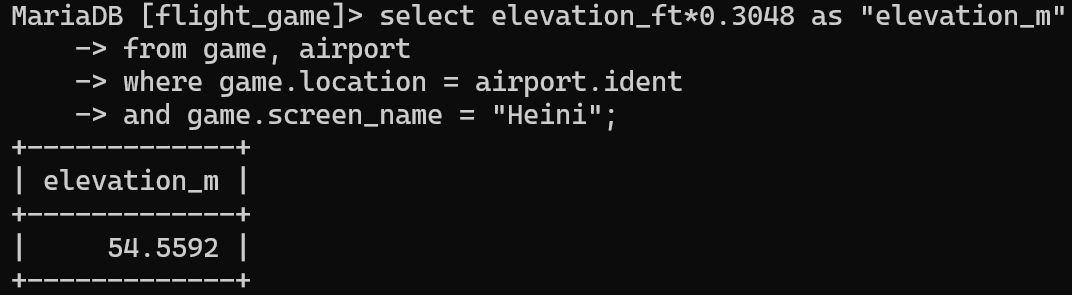 MariaDB [flight_game]> select elevation_ft*0.3048 as "elevation_m"
    -> from game, airport
    -> where game.location = airport.ident
    -> and game.screen_name = "Heini";
+-------------+
| elevation_m |
+-------------+
|     54.5592 |
+-------------+